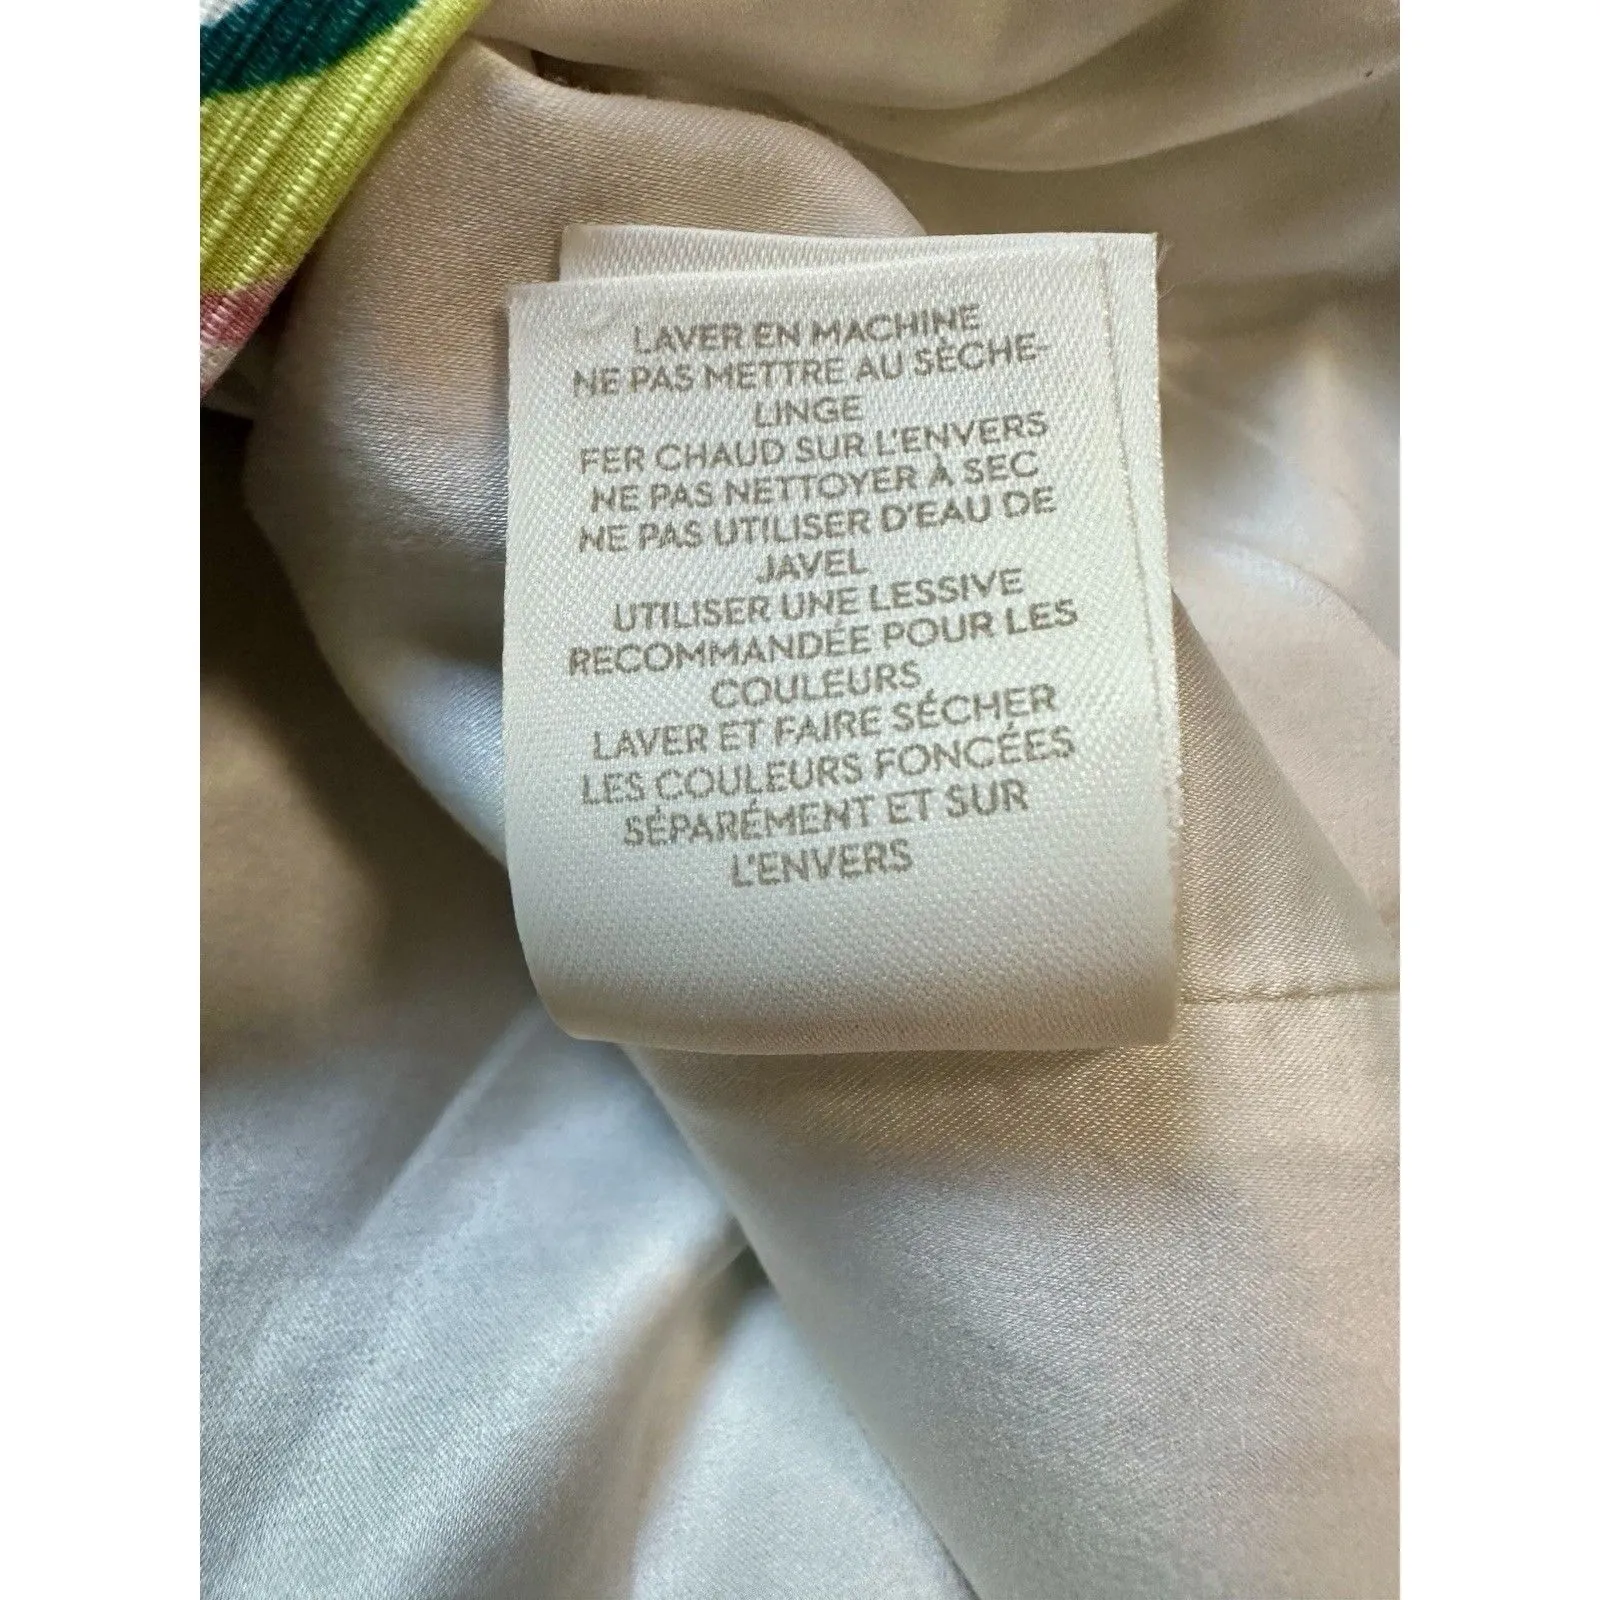 LAVER EN MACHINE
NE PAS METTRE AU SÈCHE-
LINGE
FER CHAUD SUR L'ENVERS
NE PAS NETTOYER À SEC
NE PAS UTILISER D'EAU DE
JAVEL
UTILISER UNE LESSIVE
RECOMMANDÉE POUR LES
COULEURS
LAVER ET FAIRE SÉCHER
LES COULEURS FONCÉES
SÉPARÉMENT ET SUR
L'ENVERS